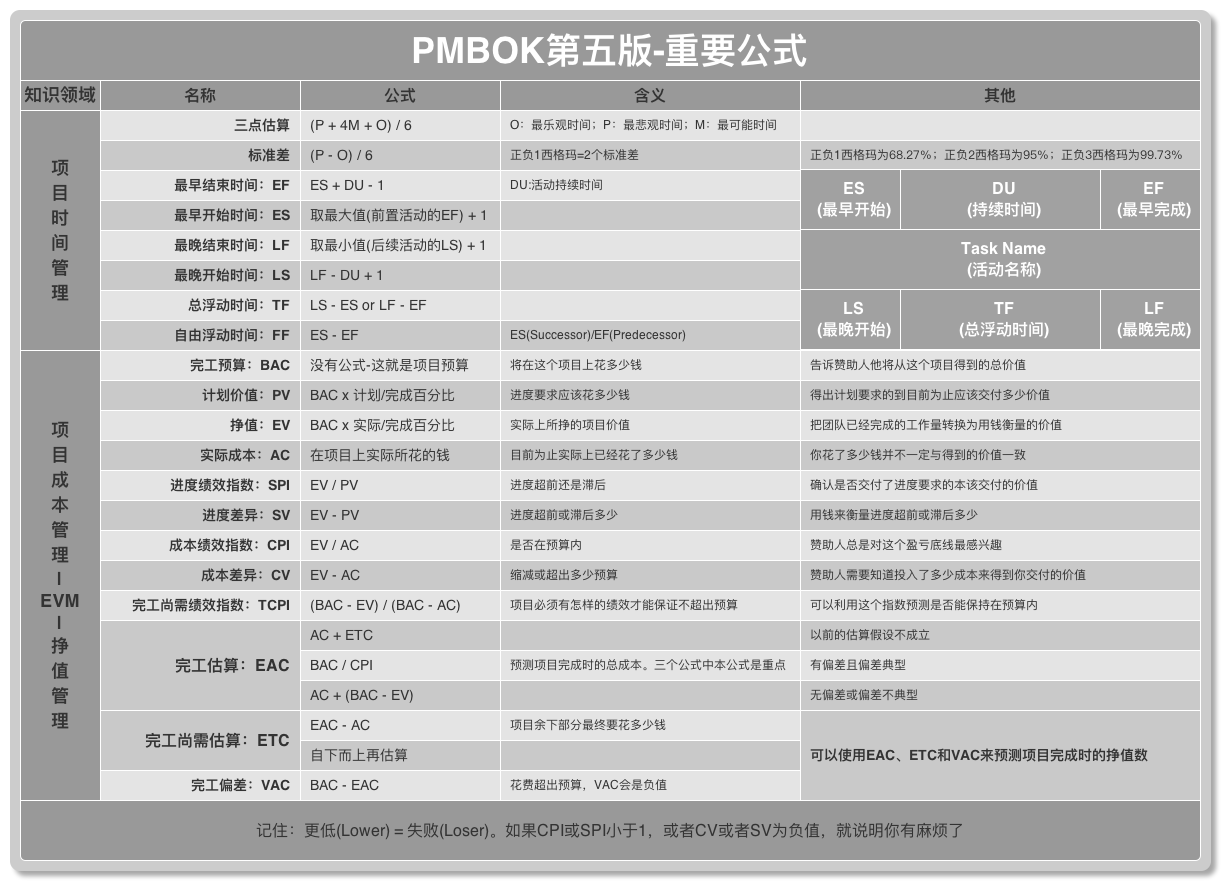 PMBOK第五版-重要公式
知识领域 名称 公式 含义 其他
项目时间管理
三点估算 (P + 4M + O) / 6 O：最乐观时间；P：最悲观时间；M：最可能时间
标准差 (P - O) / 6 正负1西格玛=2个标准差 正负1西格玛为68.27%；正负2西格玛为95%；正负3西格玛为99.73%
最早结束时间：EF ES + DU - 1 DU:活动持续时间
最早开始时间：ES 取最大值(前置活动的EF) + 1
最晚结束时间：LF 取最小值(后续活动的LS) + 1
最晚开始时间：LS LF - DU + 1
总浮动时间：TF LS - ES or LF - EF
自由浮动时间：FF ES - EF ES(Successor)/EF(Predecessor)
ES DU EF
(最早开始) (持续时间) (最早完成)
Task Name
(活动名称)
LS TF LF
(最晚开始) (总浮动时间) (最晚完成)
项目成本管理 I EVM I 挣值管理
完工预算：BAC 没有公式-这就是项目预算 将在这个项目上花多少钱 告诉赞助人他将从这个项目得到的总价值
计划价值：PV BAC x 计划/完成百分比 进度要求应该花多少钱 得出计划要求的到目前为止应该交付多少价值
挣值：EV BAC x 实际/完成百分比 实际上所挣的项目价值 把团队已经完成的工作量转换为用钱衡量的价值
实际成本：AC 在项目上实际所花的钱 目前为止实际上已经花了多少钱 你花了多少钱并不一定与得到的价值一致
进度绩效指数：SPI EV / PV 进度超前还是滞后 确认是否交付了进度要求的本该交付的价值
进度差异：SV EV - PV 进度超前或滞后多少 用钱来衡量进度超前或滞后多少
成本绩效指数：CPI EV / AC 是否在预算内 赞助人总是对这个盈亏底线最感兴趣
成本差异：CV EV - AC 缩减或超出多少预算 赞助人需要知道投入了多少成本来得到你交付的价值
完工尚需绩效指数：TCPI (BAC - EV) / (BAC - AC) 项目必须有怎样的绩效才能保证不超出预算 可以利用这个指数预测是否能保持在预算内
完工估算：EAC
AC + ETC 以前的估算假设不成立
BAC / CPI 预测项目完成时的总成本。三个公式中本公式是重点 有偏差且偏差典型
AC + (BAC - EV) 无偏差或偏差不典型
完工尚需估算：ETC
EAC - AC 项目余下部分最终要花多少钱
自下而上再估算
可以使用EAC、ETC和VAC来预测项目完成时的挣值数
完工偏差：VAC BAC - EAC 花费超出预算，VAC会是负值
记住：更低(Lower) = 失败(Loser)。如果CPI或SPI小于1，或者CV或者SV为负值，就说明你有麻烦了